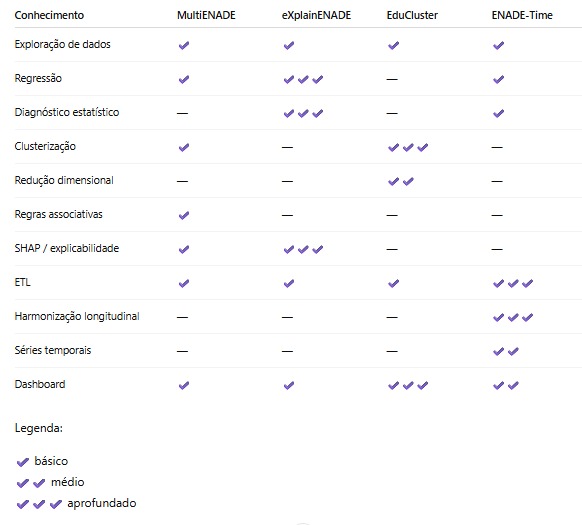 Conhecimento MultiENADE eXplainENADE EduCluster ENADE-Time
Exploração de dados ✔ ✔ ✔ ✔
Regressão ✔ ✔✔✔ — ✔
Diagnóstico estatístico — ✔✔✔ — ✔
Clusterização ✔ — ✔✔✔ —
Redução dimensional — — ✔✔ —
Regras associativas ✔ — — —
SHAP / explicabilidade ✔ ✔✔✔ — —
ETL ✔ ✔ ✔ ✔✔✔
Harmonização longitudinal — — — ✔✔✔
Séries temporais — — — ✔✔
Dashboard ✔ ✔ ✔✔✔ ✔✔
Legenda:
✔ básico
✔✔ médio
✔✔✔ aprofundado